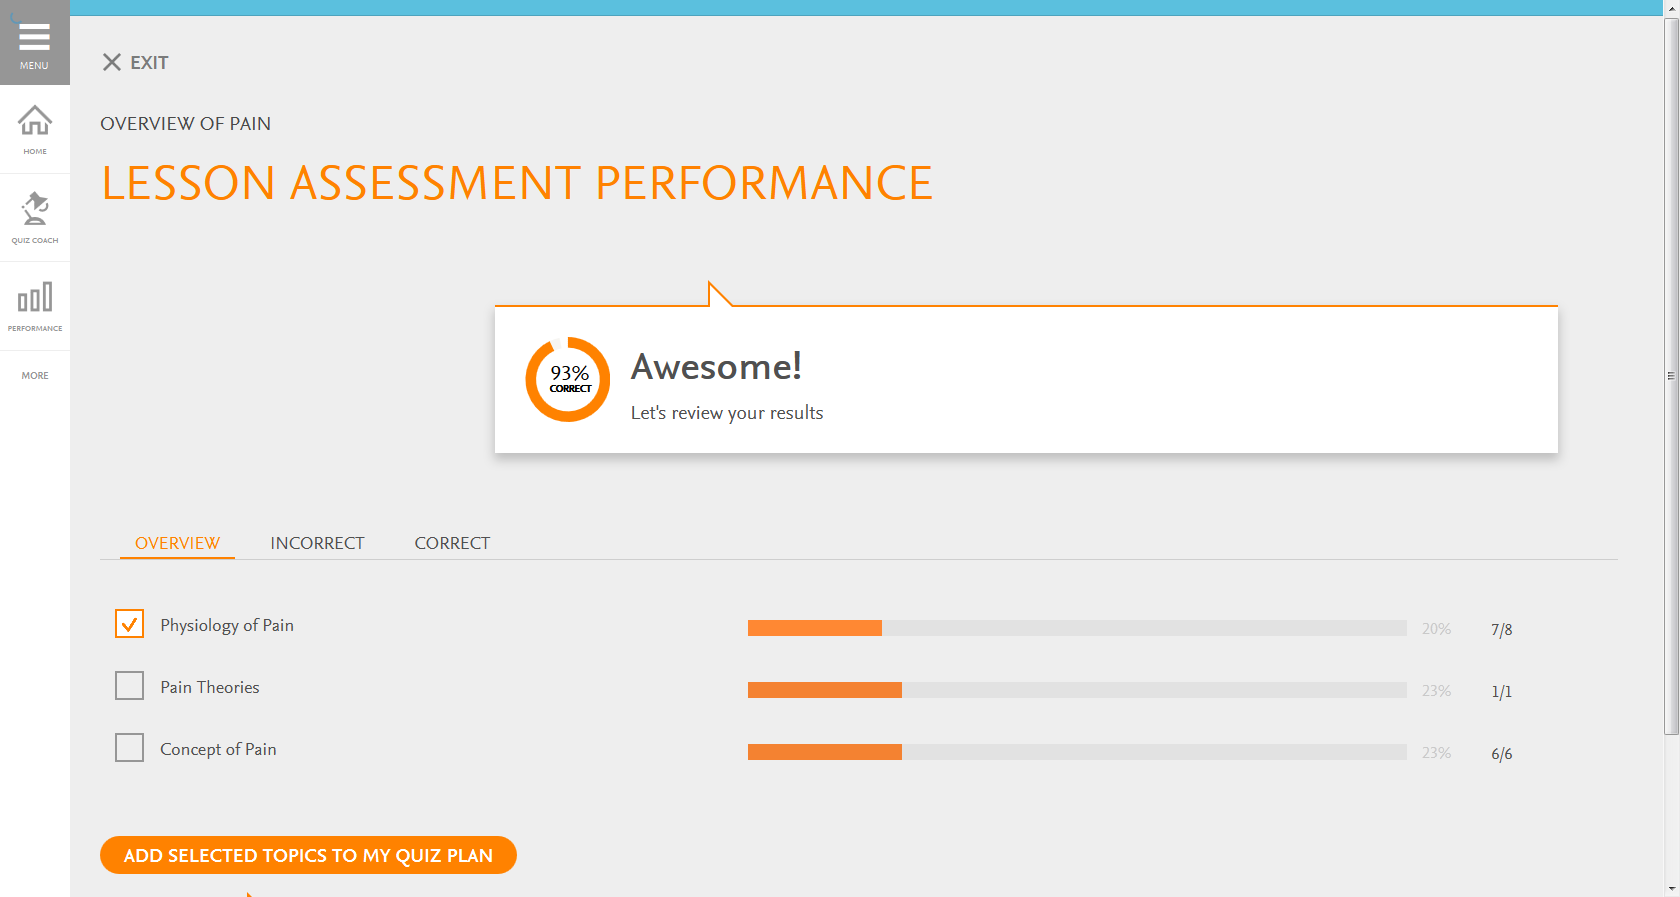 MENU
HOME
QUIZ COACH
PERFORMANCE
MORE
EXIT
OVERVIEW OF PAIN
LESSON ASSESSMENT PERFORMANCE
93%
CORRECT
Awesome!
Let's review your results
OVERVIEW INCORRECT CORRECT
Physiology of Pain 20% 7/8
Pain Theories 23% 1/1
Concept of Pain 23% 6/6
ADD SELECTED TOPICS TO MY QUIZ PLAN